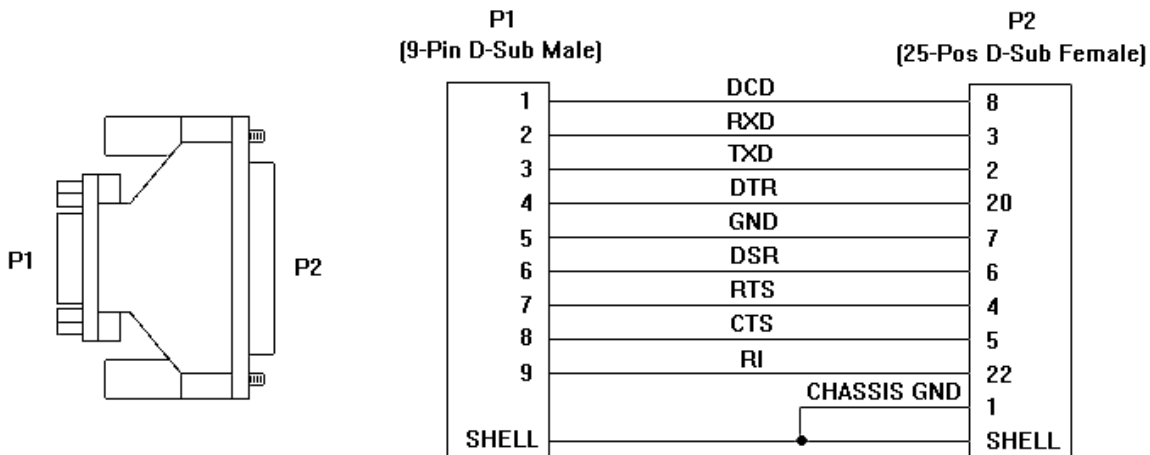 P1
(9-Pin D-Sub Male)
P2
(25-Pos D-Sub Female)
P1
P2
1 DCD 8
2 RXD 3
3 TXD 2
4 DTR 20
5 GND 7
6 DSR 6
7 RTS 4
8 CTS 5
9 RI 22
CHASSIS GND 1
SHELL SHELL